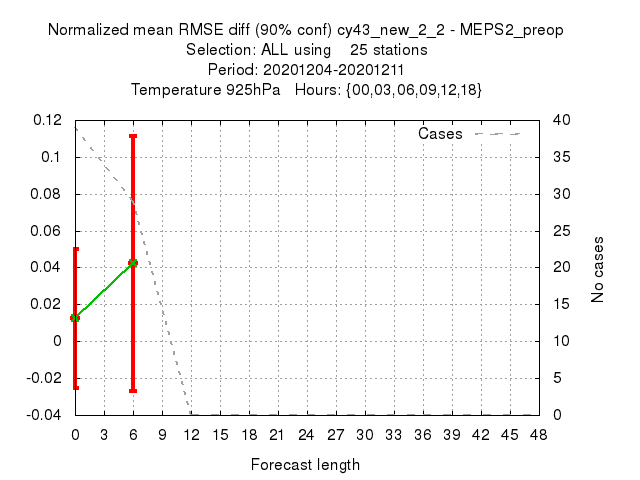 Normalized mean RMSE diff (90% conf) cy43_new_2_2 - MEPS2_preop
Selection: ALL using 25 stations
Period: 20201204-20201211
Temperature 925hPa Hours: {00,03,06,09,12,18}
0.12
0.1
0.08
0.06
0.04
0.02
0
-0.02
-0.04
Cases
40
35
30
25
20
15
10
5
0
No cases
0 3 6 9 12 15 18 21 24 27 30 33 36 39 42 45 48
Forecast length